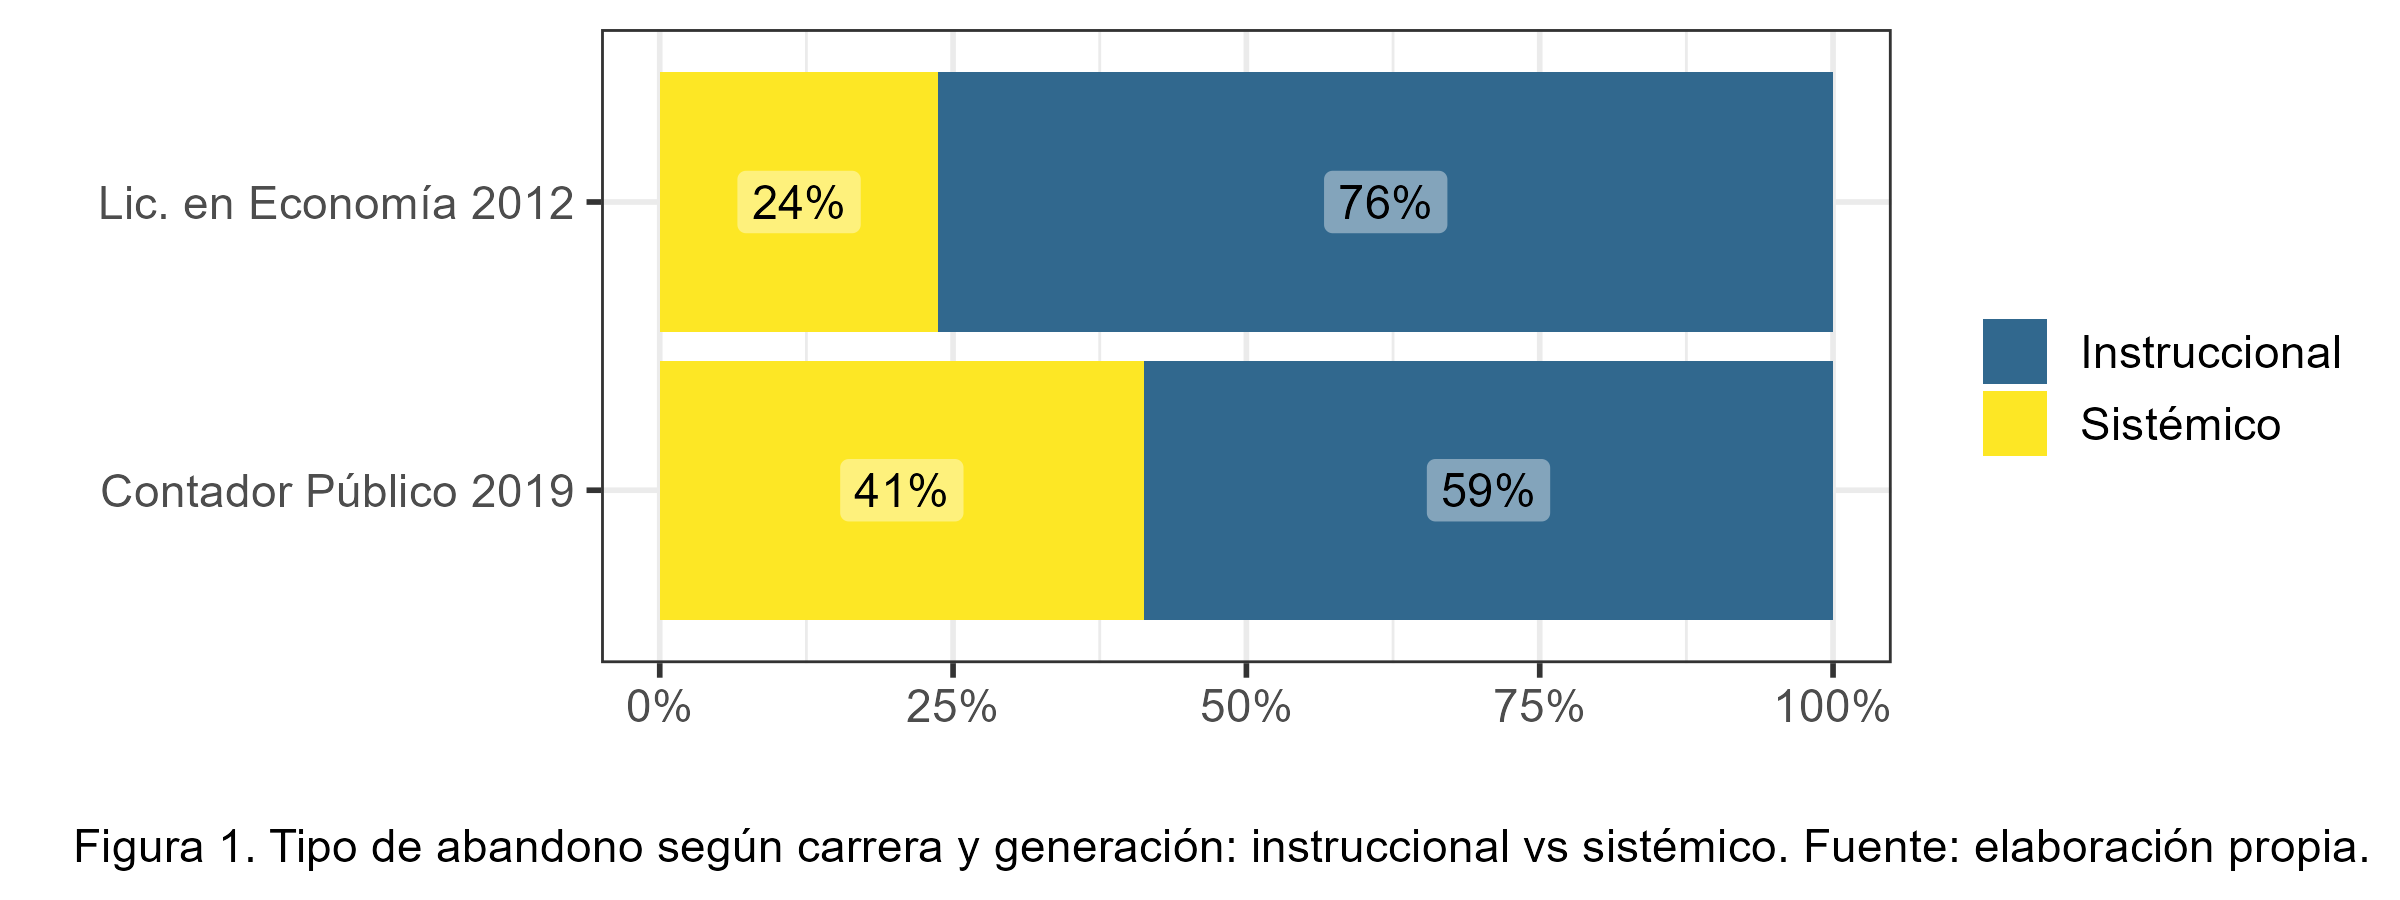 Lic. en Economía 2012
24%
76%
Contador Público 2019
41%
59%
Instruccional
Sistémico
0%
25%
50%
75%
100%
Figura 1. Tipo de abandono según carrera y generación: instruccional vs sistémico. Fuente: elaboración propia.